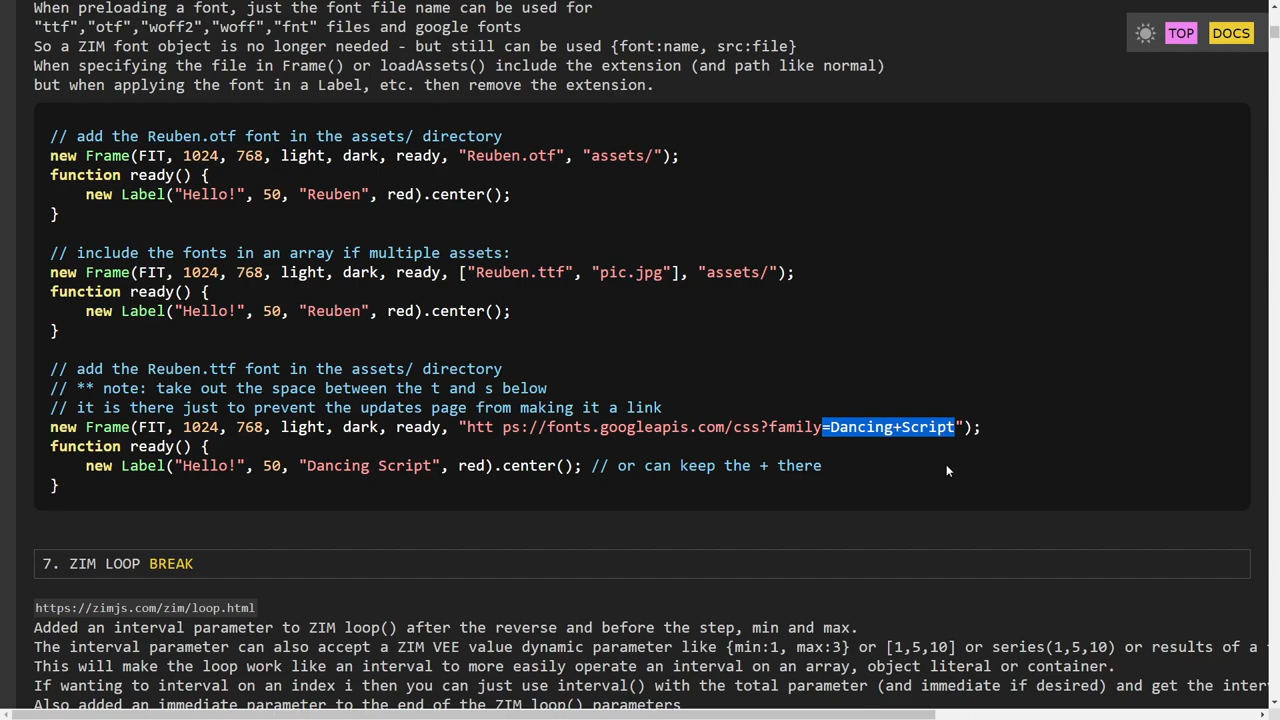 When preloading a font, just the font file name can be used for
"ttf","otf","woff2","woff","fnt" files and google fonts
So a ZIM font object is no longer needed - but still can be used {font:name, src:file}
When specifying the file in Frame() or loadAssets() include the extension (and path like normal)
but when applying the font in a Label, etc. then remove the extension.
TOP DOCS
// add the Reuben.otf font in the assets/ directory
new Frame(FIT, 1024, 768, light, dark, ready, "Reuben.otf", "assets/");
function ready() {
    new Label("Hello!", 50, "Reuben", red).center();
}
// include the fonts in an array if multiple assets:
new Frame(FIT, 1024, 768, light, dark, ready, ["Reuben.ttf", "pic.jpg"], "assets/");
function ready() {
    new Label("Hello!", 50, "Reuben", red).center();
}
// add the Reuben.ttf font in the assets/ directory
// ** note: take out the space between the t and s below
// it is there just to prevent the updates page from making it a link
new Frame(FIT, 1024, 768, light, dark, ready, "htt ps://fonts.googleapis.com/css?family=Dancing+Script");
function ready() {
    new Label("Hello!", 50, "Dancing Script", red).center(); // or can keep the + there
}
7. ZIM LOOP BREAK
https://zimjs.com/zim/loop.html
Added an interval parameter to ZIM loop() after the reverse and before the step, min and max.
The interval parameter can also accept a ZIM VEE value dynamic parameter like {min:1, max:3} or [1,5,10] or series(1,5,10) or results of a
This will make the loop work like an interval to more easily operate an interval on an array, object literal or container.
If wanting to interval on an index i then you can just use interval() with the total parameter (and immediate if desired) and get the inter
Also added an immediate parameter to the end of the ZIM loop() parameters